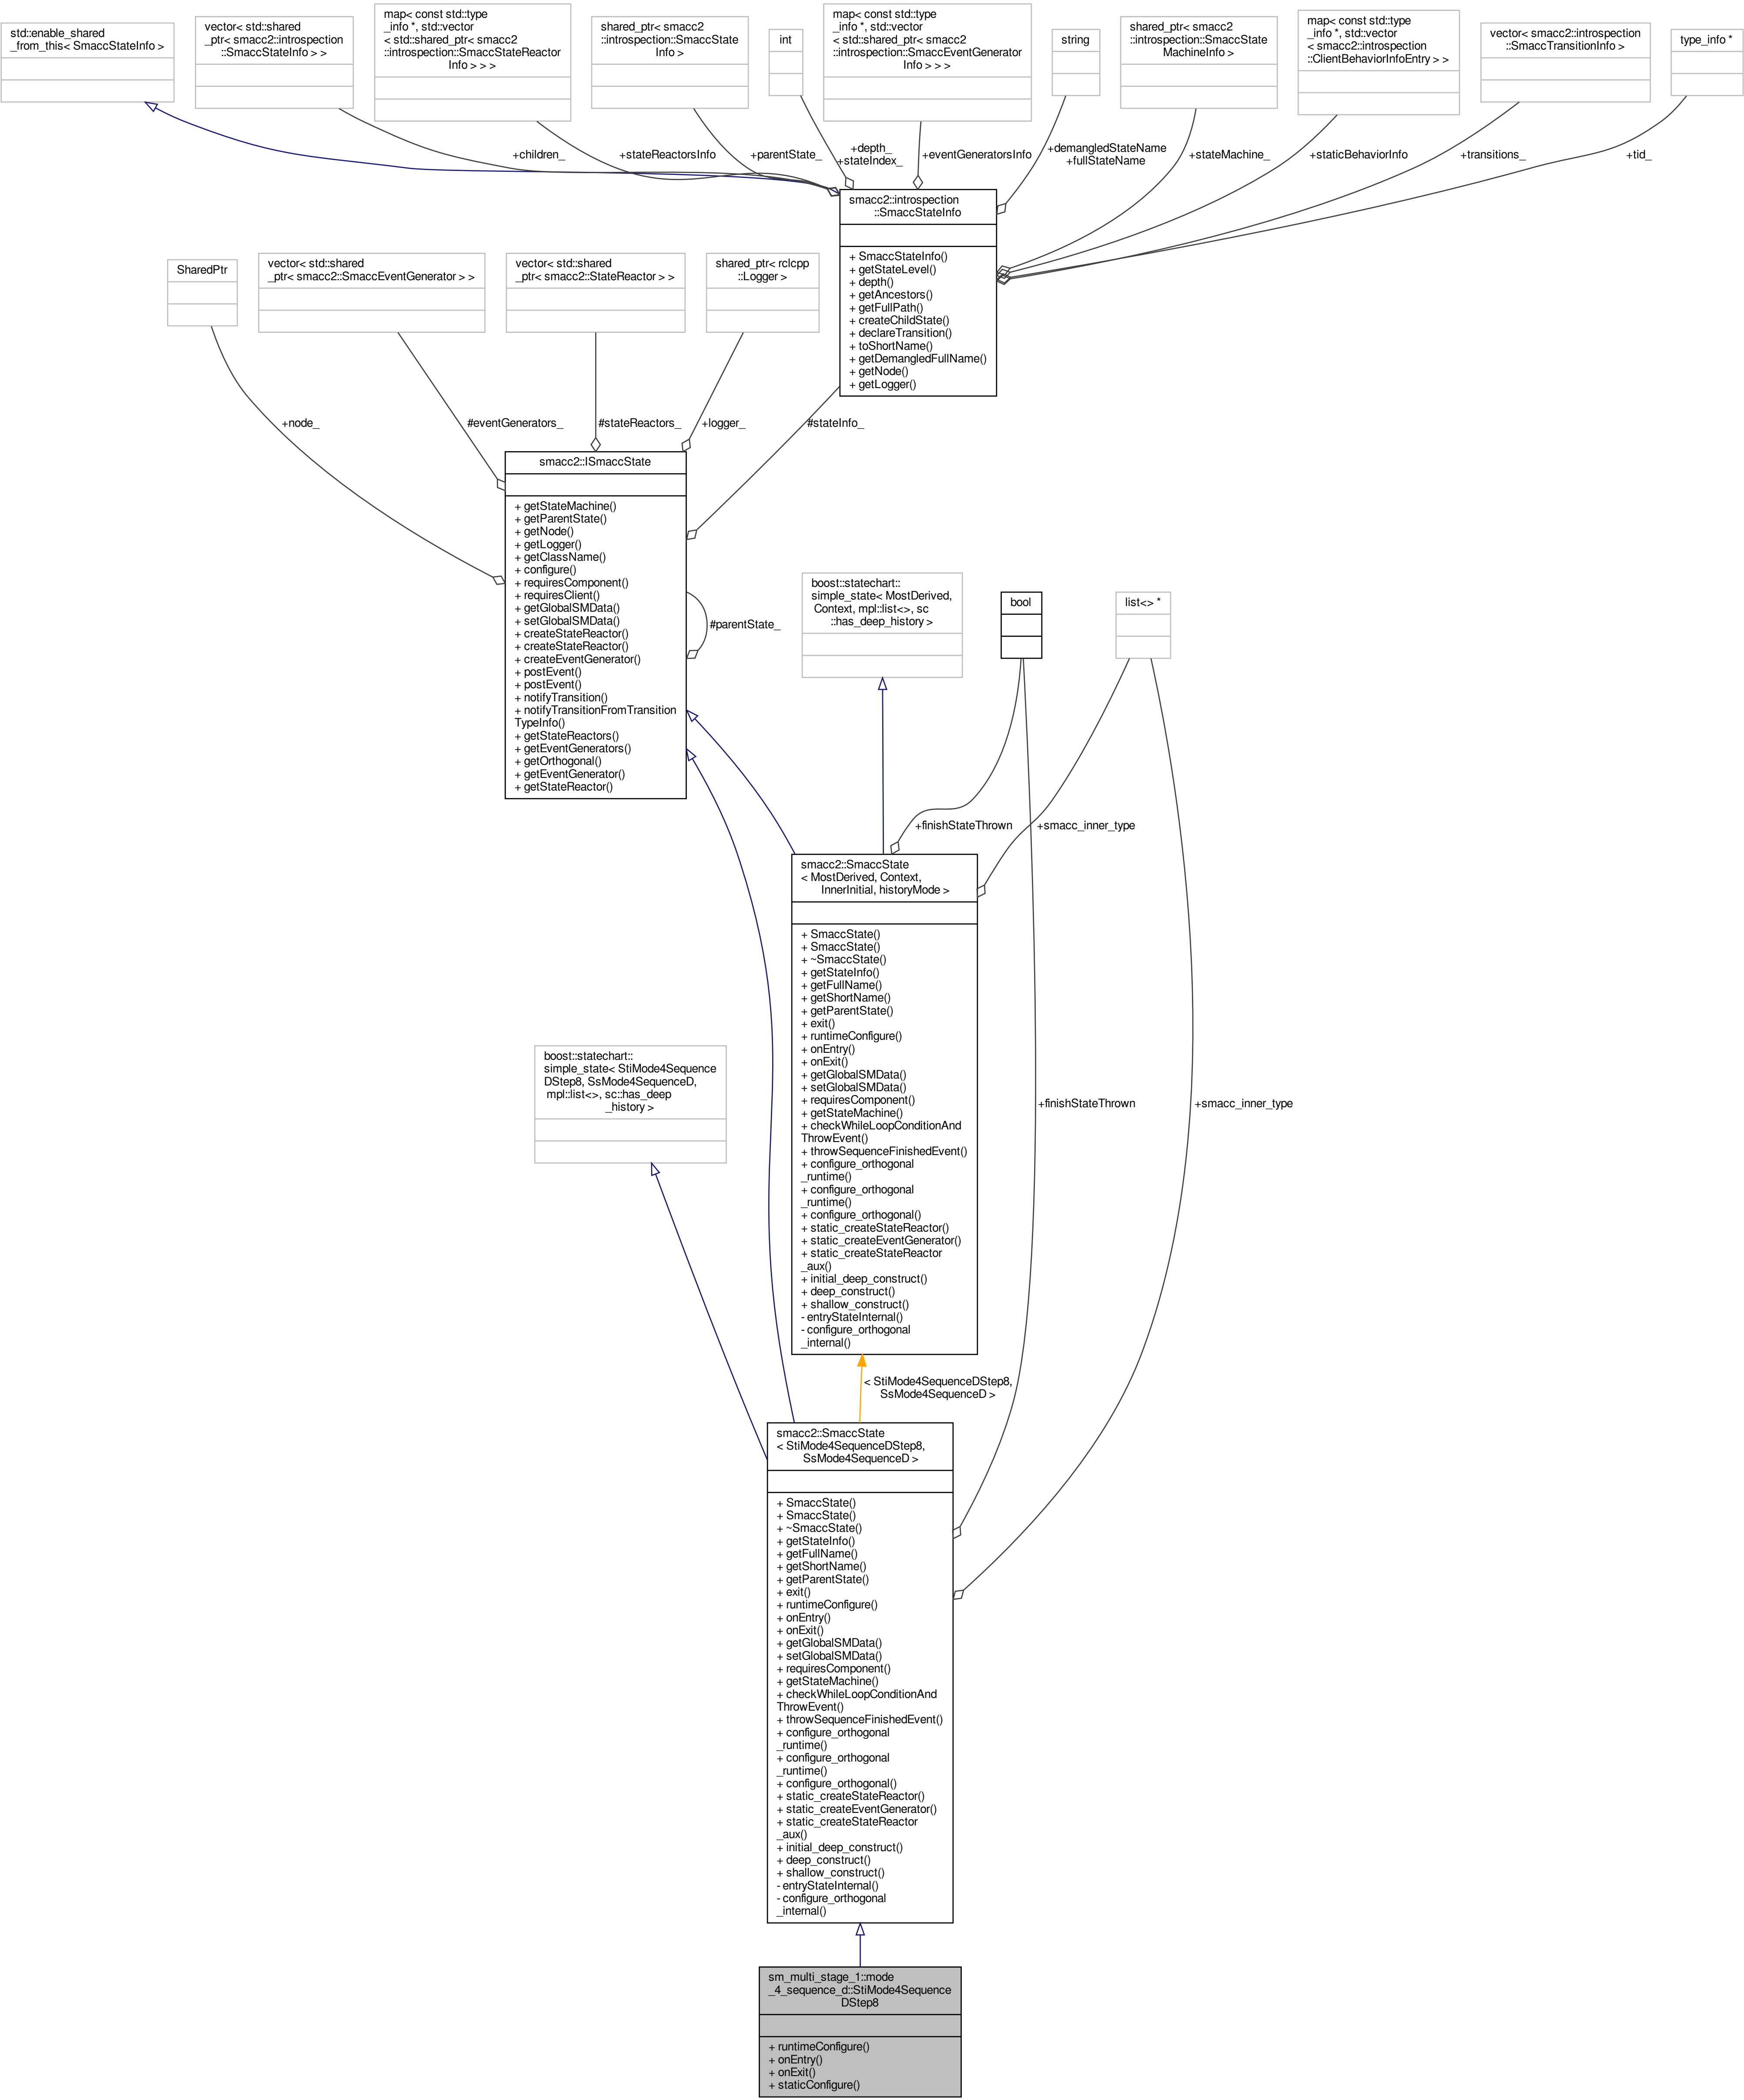 std::enable_shared
_from_this< SmaccStateInfo >
vector< std::shared
_ptr< smacc2::introspection
::SmaccStateInfo > >
map< const std::type
_info *, std::vector
< std::shared_ptr< smacc2
::introspection::SmaccStateReactor
Info > > >
shared_ptr< smacc2
::introspection::SmaccState
Info >
int
map< const std::type
_info *, std::vector
< std::shared_ptr< smacc2
::introspection::SmaccEventGenerator
Info > > >
string
shared_ptr< smacc2
::introspection::SmaccState
MachineInfo >
map< const std::type
_info *, std::vector
< smacc2::introspection
::ClientBehaviorInfoEntry > >
vector< smacc2::introspection
::SmaccTransitionInfo >
type_info *
+children_
+stateReactorsInfo
+parentState_
+depth_
+stateIndex_
+eventGeneratorsInfo
+demangledStateName
+fullStateName
+stateMachine_
+staticBehaviorInfo
+transitions_
+tid_
smacc2::introspection
::SmaccStateInfo
+ SmaccStateInfo()
+ getStateLevel()
+ depth()
+ getAncestors()
+ getFullPath()
+ createChildState()
+ declareTransition()
+ toShortName()
+ getDemangledFullName()
+ getNode()
+ getLogger()
SharedPtr
vector< std::shared
_ptr< smacc2::SmaccEventGenerator > >
vector< std::shared
_ptr< smacc2::StateReactor > >
shared_ptr< rclcpp
::Logger >
+node_
#eventGenerators_
#stateReactors_
+logger_
#stateInfo_
smacc2::ISmaccState
+ getStateMachine()
+ getParentState()
+ getNode()
+ getLogger()
+ getClassName()
+ configure()
+ requiresComponent()
+ requiresClient()
+ getGlobalSMData()
+ setGlobalSMData()
+ createStateReactor()
+ createStateReactor()
+ createEventGenerator()
+ postEvent()
+ postEvent()
+ notifyTransition()
+ notifyTransitionFromTransition
TypeInfo()
+ getStateReactors()
+ getEventGenerators()
+ getOrthogonal()
+ getEventGenerator()
+ getStateReactor()
#parentState_
boost::statechart::
simple_state< MostDerived,
Context, mpl::list<>, sc
::has_deep_history >
bool
list<> *
+finishStateThrown
+smacc_inner_type
smacc2::SmaccState
< MostDerived, Context,
InnerInitial, historyMode >
+ SmaccState()
+ SmaccState()
+ ~SmaccState()
+ getStateInfo()
+ getFullName()
+ getShortName()
+ getParentState()
+ exit()
+ runtimeConfigure()
+ onEntry()
+ onExit()
+ getGlobalSMData()
+ setGlobalSMData()
+ requiresComponent()
+ getStateMachine()
+ checkWhileLoopConditionAnd
ThrowEvent()
+ throwSequenceFinishedEvent()
+ configure_orthogonal
_runtime()
+ configure_orthogonal
_runtime()
+ configure_orthogonal()
+ static_createStateReactor()
+ static_createEventGenerator()
+ static_createStateReactor
_aux()
+ initial_deep_construct()
+ deep_construct()
+ shallow_construct()
- entryStateInternal()
- configure_orthogonal
_internal()
boost::statechart::
simple_state< StiMode4Sequence
DStep8, SsMode4SequenceD,
mpl::list<>, sc::has_deep
_history >
+finishStateThrown
+smacc_inner_type
< StiMode4SequenceDStep8,
SsMode4SequenceD >
smacc2::SmaccState
< StiMode4SequenceDStep8,
SsMode4SequenceD >
+ SmaccState()
+ SmaccState()
+ ~SmaccState()
+ getStateInfo()
+ getFullName()
+ getShortName()
+ getParentState()
+ exit()
+ runtimeConfigure()
+ onEntry()
+ onExit()
+ getGlobalSMData()
+ setGlobalSMData()
+ requiresComponent()
+ getStateMachine()
+ checkWhileLoopConditionAnd
ThrowEvent()
+ throwSequenceFinishedEvent()
+ configure_orthogonal
_runtime()
+ configure_orthogonal
_runtime()
+ configure_orthogonal()
+ static_createStateReactor()
+ static_createEventGenerator()
+ static_createStateReactor
_aux()
+ initial_deep_construct()
+ deep_construct()
+ shallow_construct()
- entryStateInternal()
- configure_orthogonal
_internal()
sm_multi_stage_1::mode
_4_sequence_d::StiMode4Sequence
DStep8
+ runtimeConfigure()
+ onEntry()
+ onExit()
+ staticConfigure()